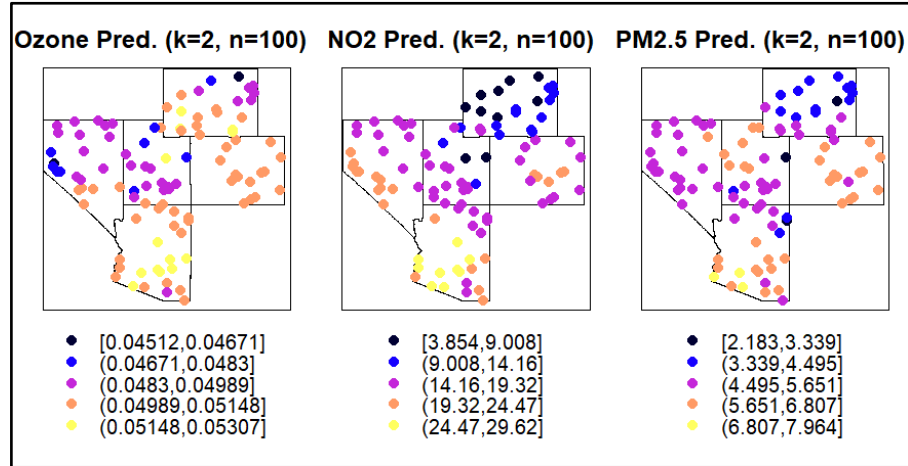 Ozone Pred. (k=2, n=100) NO2 Pred. (k=2, n=100) PM2.5 Pred. (k=2, n=100)
[0.04512,0.04671] [3.854,9.008] [2.183,3.339]
(0.04671,0.0483] (9.008,14.16] (3.339,4.495]
(0.0483,0.04989] (14.16,19.32] (4.495,5.651]
(0.04989,0.05148] (19.32,24.47] (5.651,6.807]
(0.05148,0.05307] (24.47,29.62] (6.807,7.964]